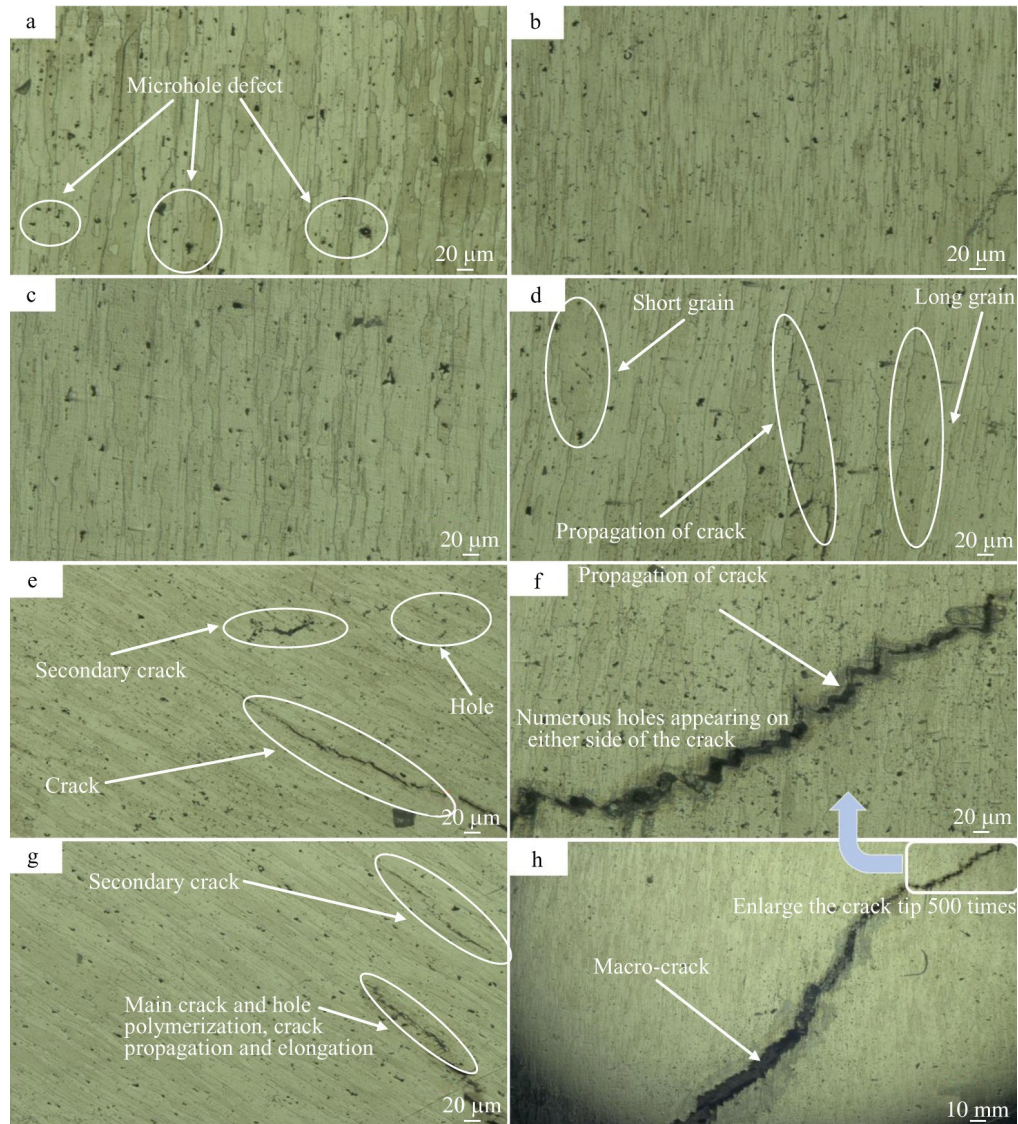 a
Microhole defect
20 μm
b
20 μm
c
20 μm
d
Short grain
Long grain
Propagation of crack
20 μm
e
Secondary crack
Hole
Crack
20 μm
f
Propagation of crack
Numerous holes appearing on
either side of the crack
20 μm
g
Secondary crack
Main crack and hole
polymerization, crack
propagation and elongation
20 μm
h
Enlarge the crack tip 500 times
Macro-crack
10 mm